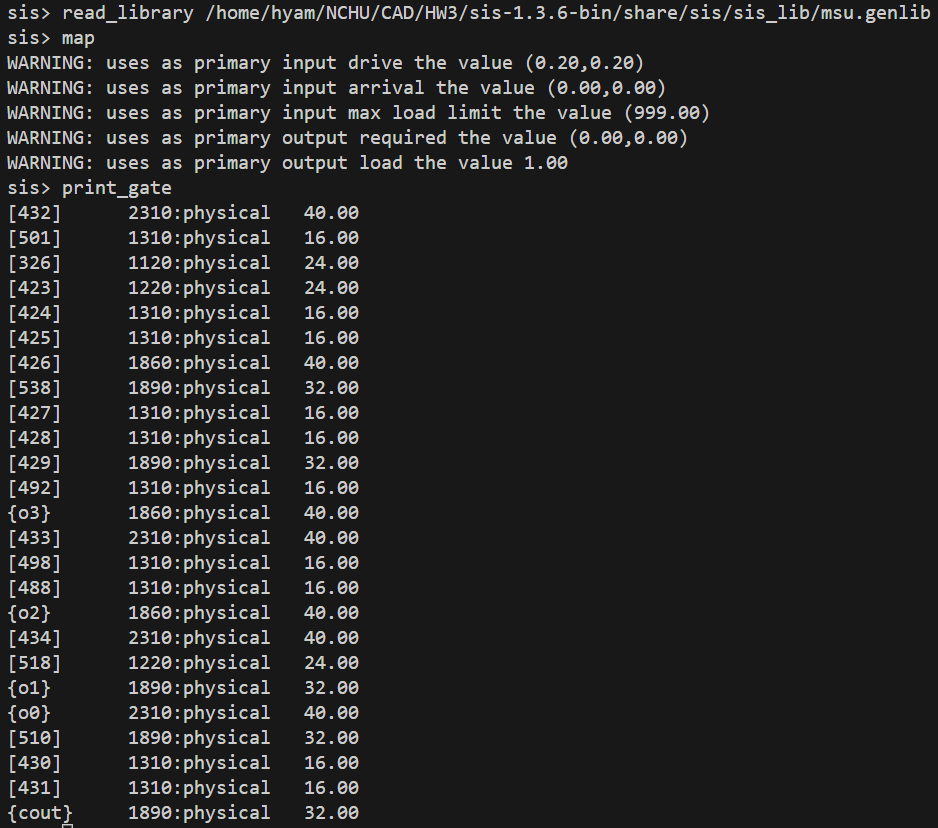 sis> read_library /home/hyam/NCHU/CAD/HW3/sis-1.3.6-bin/share/sis/sis_lib/msu.genlib
sis> map
WARNING: uses as primary input drive the value (0.20,0.20)
WARNING: uses as primary input arrival the value (0.00,0.00)
WARNING: uses as primary input max load limit the value (999.00)
WARNING: uses as primary output required the value (0.00,0.00)
WARNING: uses as primary output load the value 1.00
sis> print_gate
[432]      2310:physical   40.00
[501]      1310:physical   16.00
[326]      1120:physical   24.00
[423]      1220:physical   24.00
[424]      1310:physical   16.00
[425]      1310:physical   16.00
[426]      1860:physical   40.00
[538]      1890:physical   32.00
[427]      1310:physical   16.00
[428]      1310:physical   16.00
[429]      1890:physical   32.00
[492]      1310:physical   16.00
{o3}       1860:physical   40.00
[433]      2310:physical   40.00
[498]      1310:physical   16.00
[488]      1310:physical   16.00
{o2}       1860:physical   40.00
[434]      2310:physical   40.00
[518]      1220:physical   24.00
{o1}       1890:physical   32.00
{o0}       2310:physical   40.00
[510]      1890:physical   32.00
[430]      1310:physical   16.00
[431]      1310:physical   16.00
{cout}     1890:physical   32.00